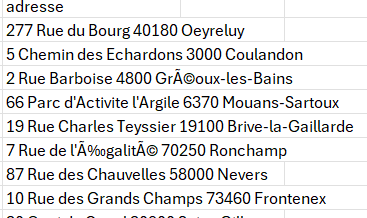 adresse
277 Rue du Bourg 40180 Oeyreluy
5 Chemin des Echardons 3000 Coulandon
2 Rue Barboise 4800 GrÃ©oux-les-Bains
66 Parc d'Activite l'Argile 6370 Mouans-Sartoux
19 Rue Charles Teyssier 19100 Brive-la-Gaillarde
7 Rue de l'Ã‰galitÃ© 70250 Ronchamp
87 Rue des Chauvelles 58000 Nevers
10 Rue des Grands Champs 73460 Frontenex